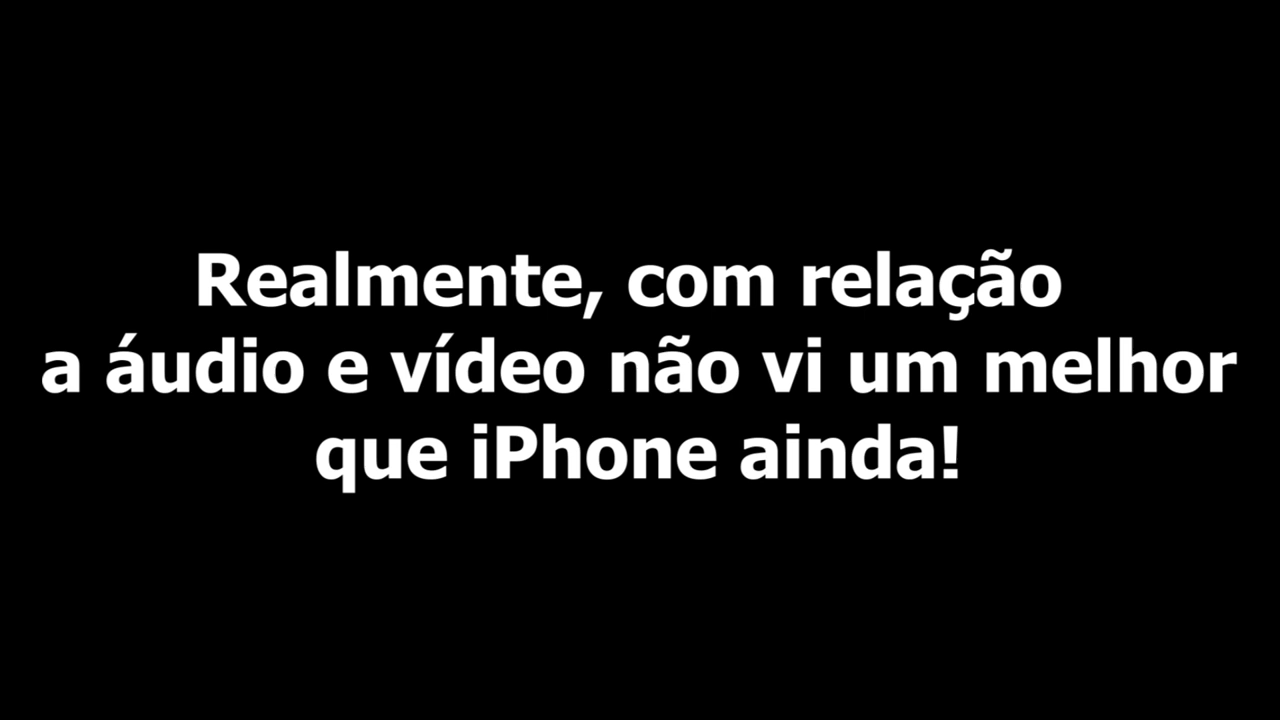 Realmente, com relação
a áudio e vídeo não vi um melhor
que iPhone ainda!